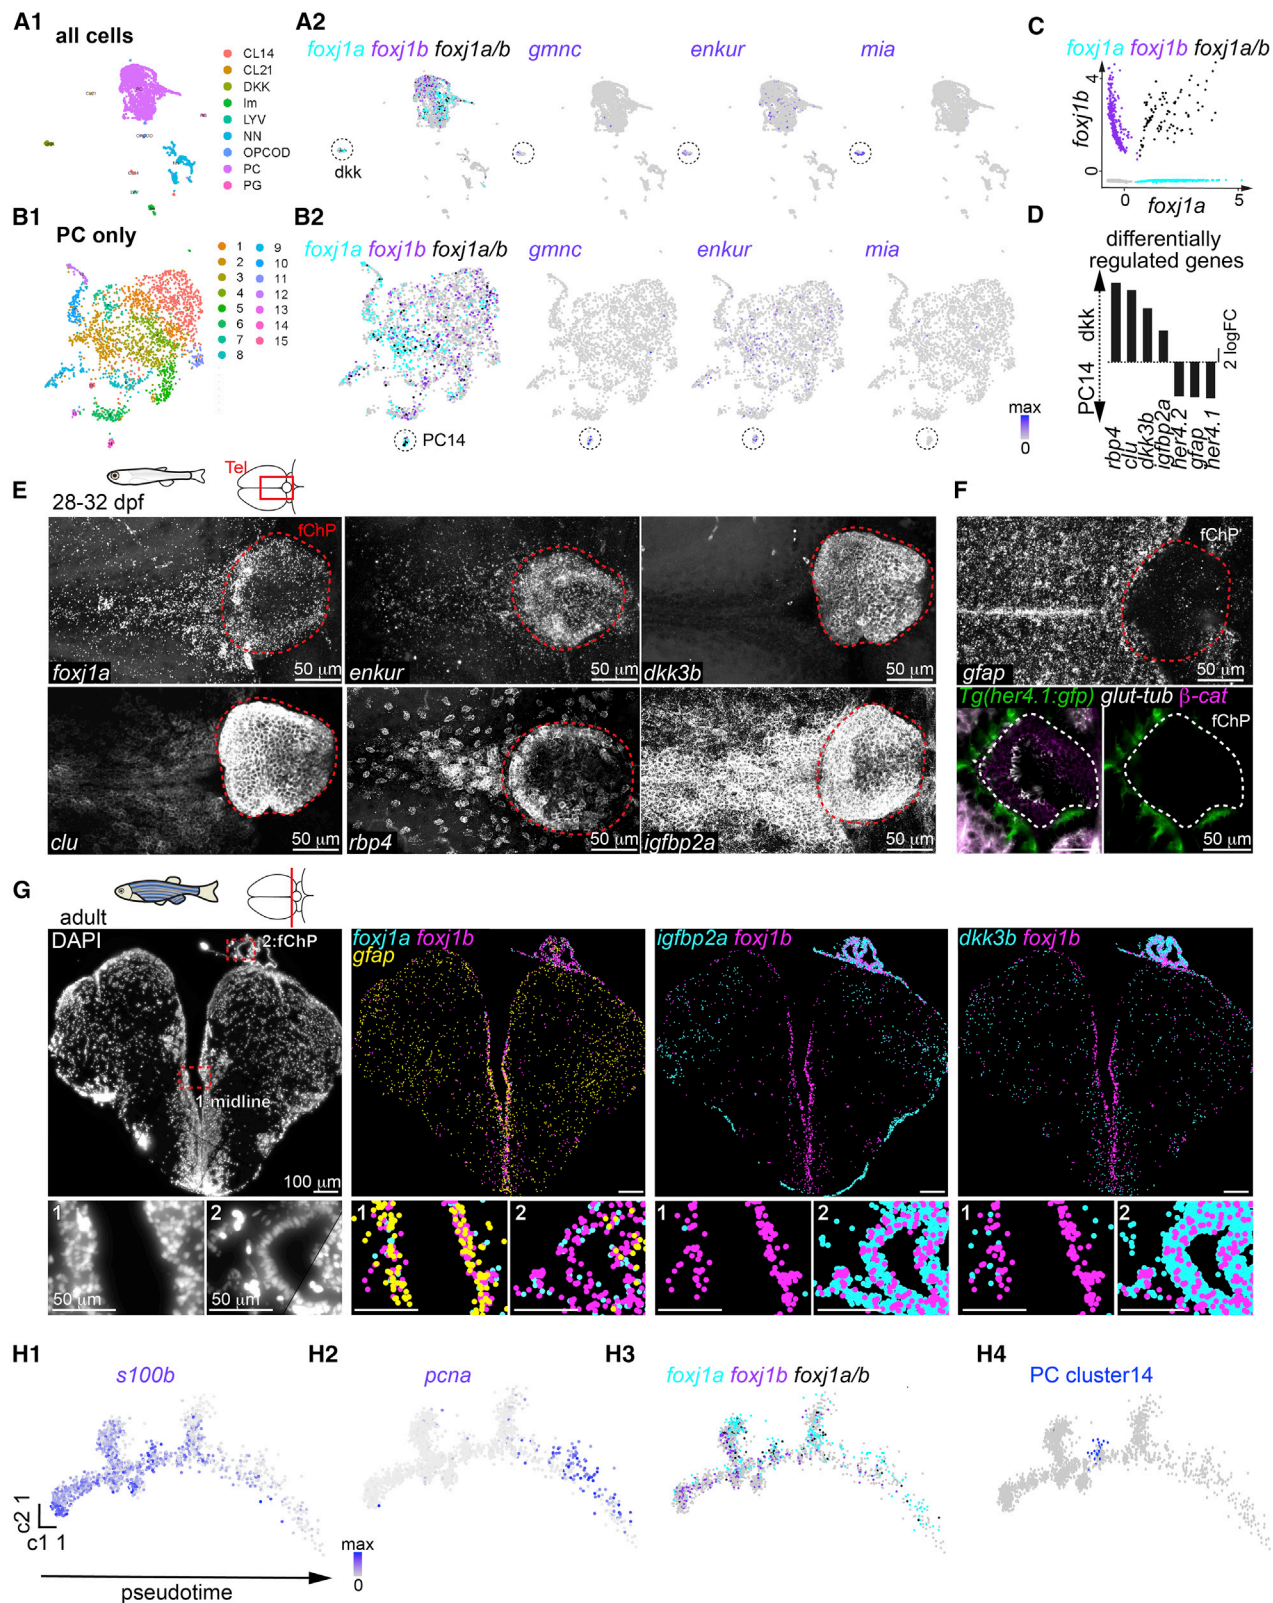 A1
all cells
CL14
CL21
DKK
Im
LYV
NN
OPCOD
PC
PG
A2
foxj1a foxj1b foxj1a/b
gmnc
enkur
mia
dkk
C
foxj1a foxj1b foxj1a/b
foxj1b
4
0
0
5
foxj1a
B1
PC only
1
2
3
4
5
6
7
8
9
10
11
12
13
14
15
B2
foxj1a foxj1b foxj1a/b
gmnc
enkur
mia
PC14
max
0
D
differentially
regulated genes
dkk
PC14
2 logFC
rbp4
clu
dkk3b
igfbp2a
her4.2
gfap
her4.1
E
28-32 dpf
Tel
fChP
foxj1a
50 µm
enkur
50 µm
dkk3b
50 µm
clu
50 µm
rbp4
50 µm
igfbp2a
50 µm
F
fChP
gfap
50 µm
Tg(her4.1:gfp) glut-tub β-cat
fChP
50 µm
G
adult
DAPI
2:fChP
1 midline
100 µm
foxj1a foxj1b
gfap
igfbp2a foxj1b
dkk3b foxj1b
1
50 µm
2
50 µm
1
2
1
2
1
2
H1
s100b
c2 1
c1 1
pseudotime
H2
pcna
max
0
H3
foxj1a foxj1b foxj1a/b
H4
PC cluster14